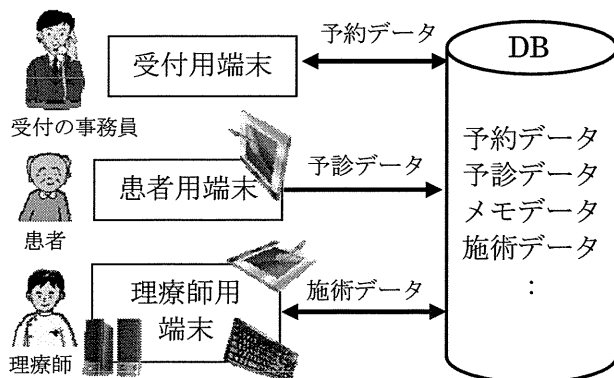 予約データ
受付用端末
DB
受付の事務員
予約データ
予診データ
患者用端末
予診データ
メモデータ
患者
施術データ
理療師用
端末
施術データ
:
理療師